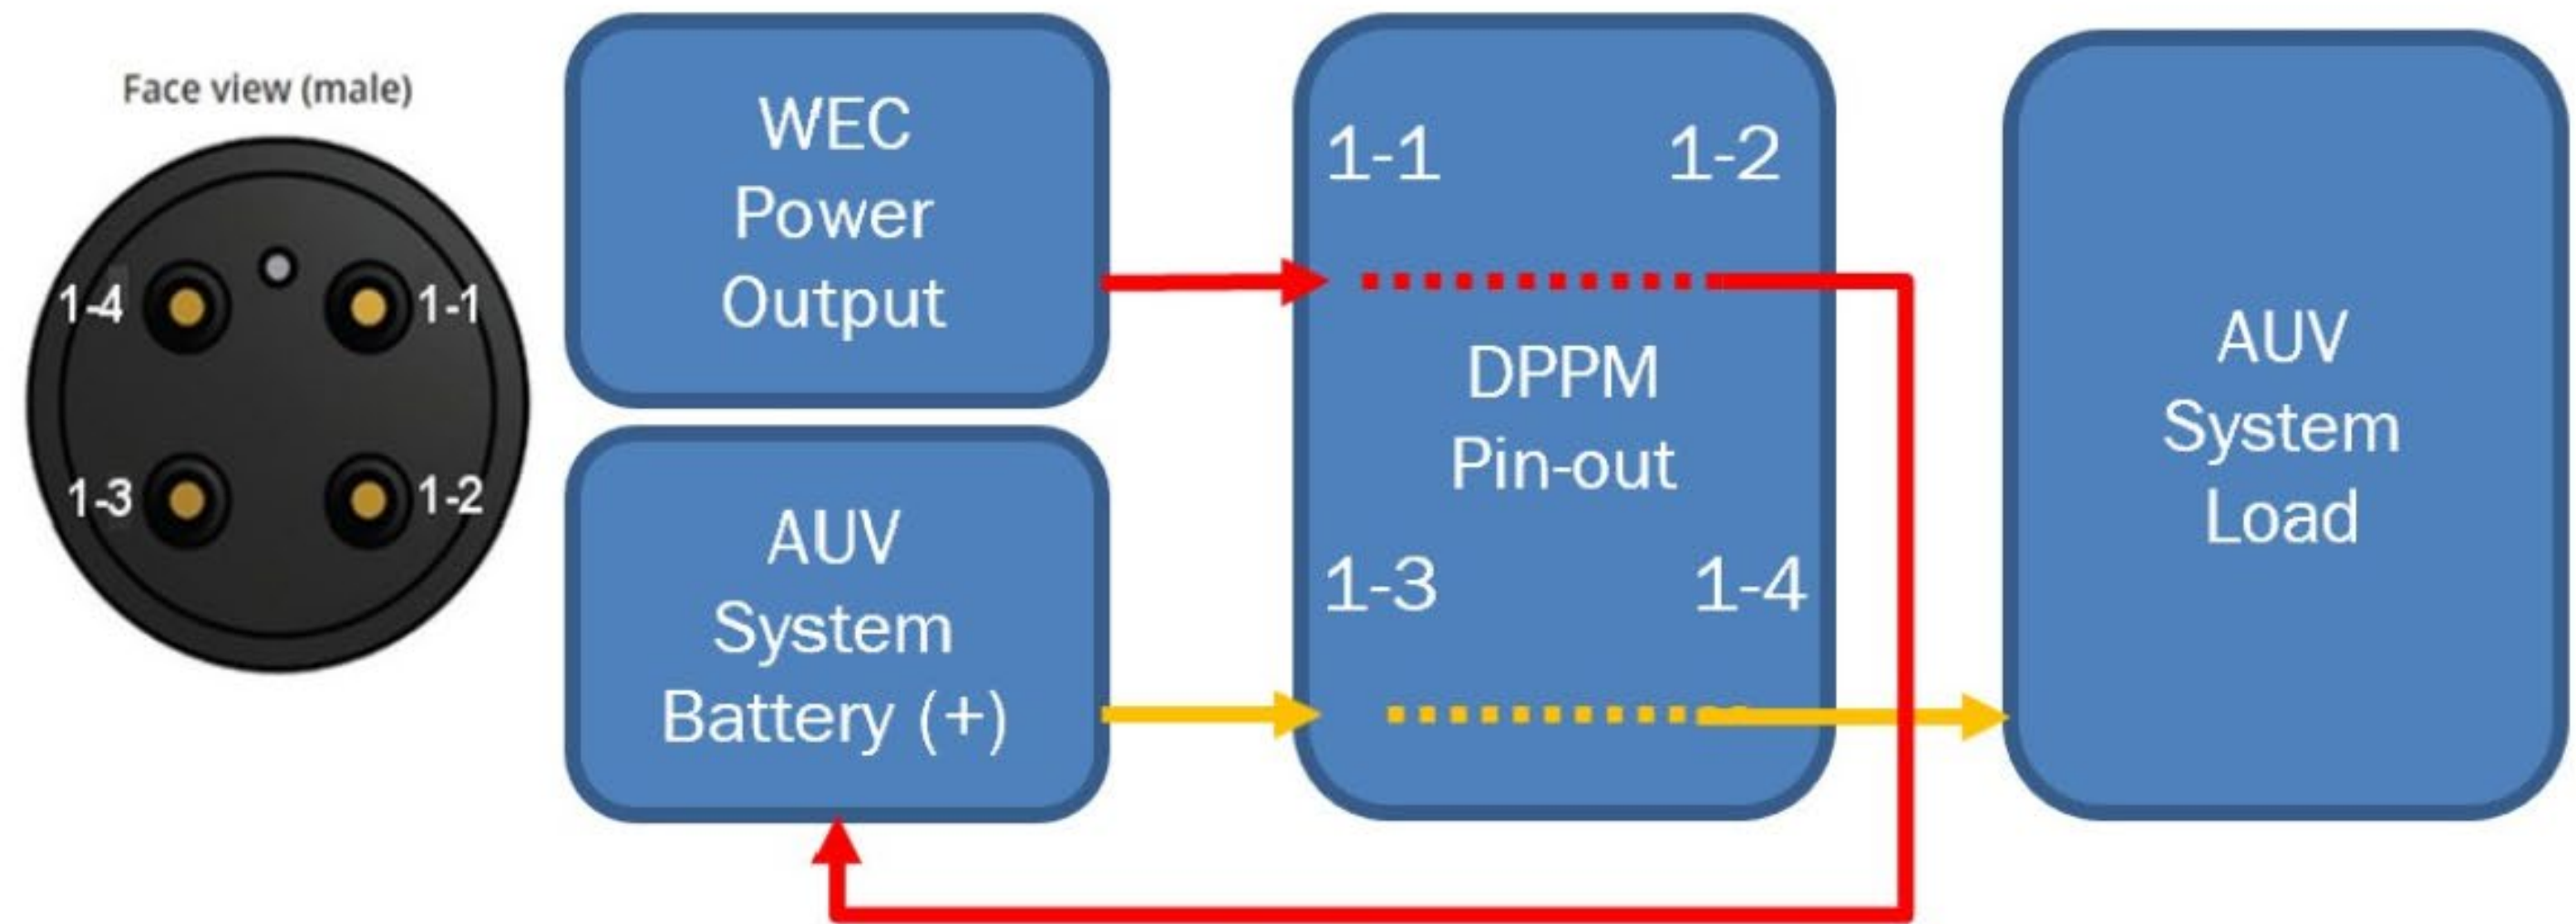 Face view (male)
1-4
1-1
1-3
1-2
WEC
Power
Output
AUV
System
Battery (+)
1-1
1-2
DPPM
Pin-out
1-3
1-4
AUV
System
Load